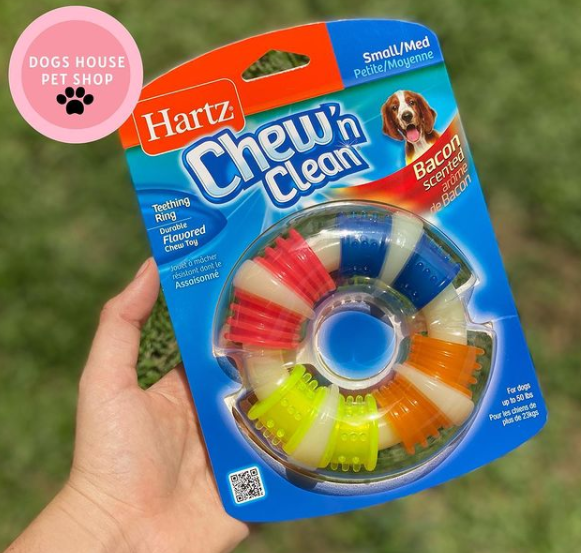 DOGS HOUSE
PET SHOP
Hartz
Chew'n
Clean
Small/Med
Petite/Moyenne
Bacon
scented
arôme
de Bacon
Teething
Ring
Durable
Flavored
Chew Toy
Jouet à mâcher
résistant doré le
Assaisonné
For dogs
up to 50 lbs
Pour les chiens de
plus de 23kgs